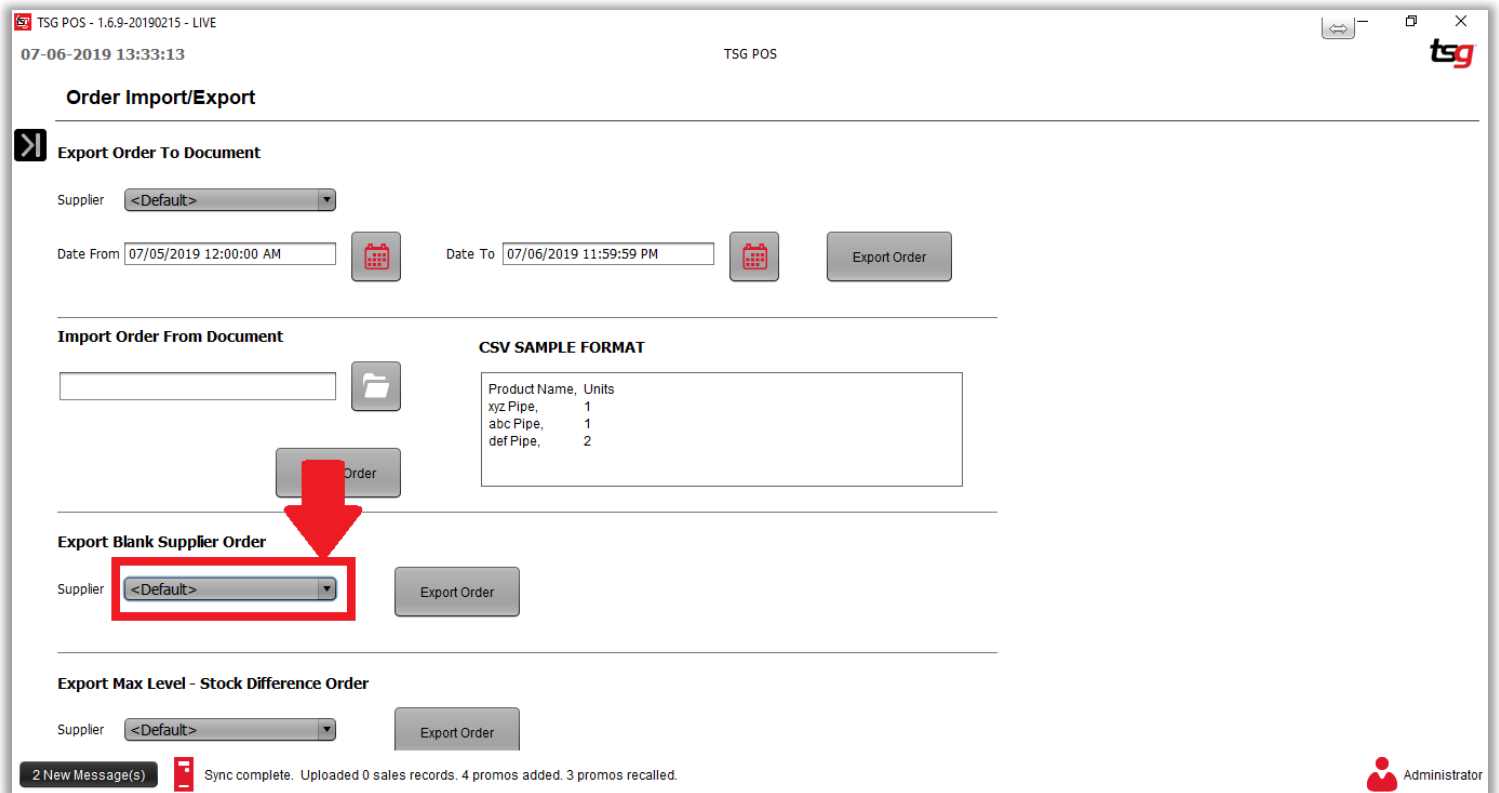 TSG POS - 1.6.9-20190215 - LIVE
07-06-2019 13:33:13
TSG POS
tsg
Order Import/Export
Export Order To Document
Supplier <Default>
Date From 07/05/2019 12:00:00 AM Date To 07/06/2019 11:59:59 PM Export Order
Import Order From Document
CSV SAMPLE FORMAT
Product Name, Units
xyz Pipe, 1
abc Pipe, 1
def Pipe, 2
Order
Export Blank Supplier Order
Supplier <Default> Export Order
Export Max Level - Stock Difference Order
Supplier <Default> Export Order
2 New Message(s) Sync complete. Uploaded 0 sales records. 4 promos added. 3 promos recalled. Administrator